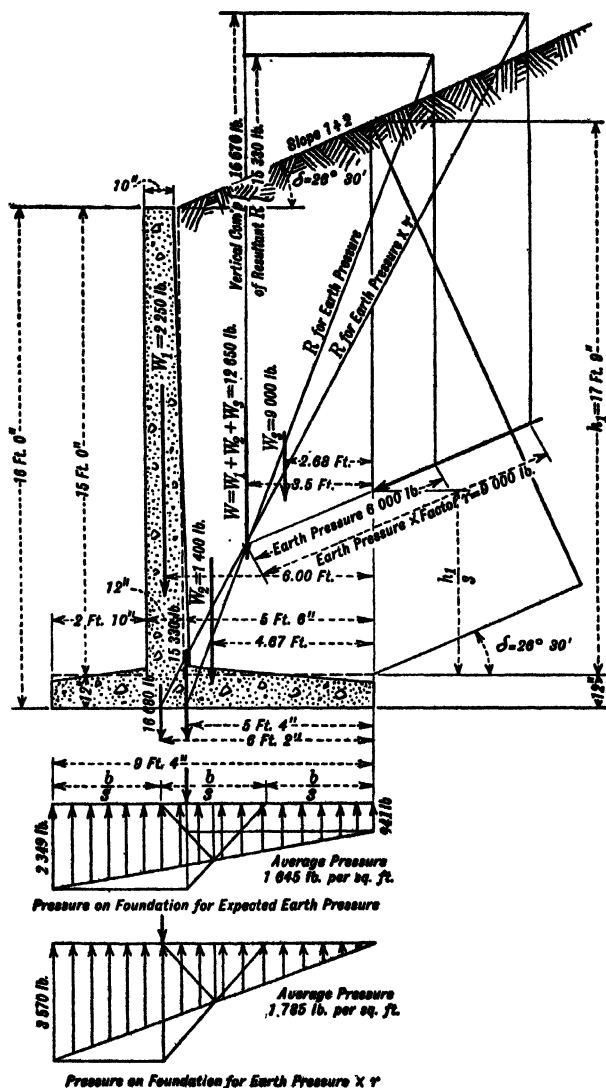 Slope 1+2
10"
δ=26° 30'
Vertical Comp. 16 670 lb.
of Resultant R 15 330 lb.
R for Earth Pressure
R for Earth Pressure X r
W₁=2 250 lb.
W=W₁+W₂+W₃=12 650 lb.
W₃=9 000 lb.
16 Ft. 0"
15 Ft. 0"
h₁=17 Ft. 9"
2.68 Ft.
3.5 Ft.
Earth Pressure 6 000 lb.
Earth Pressure X Factor r=9 000 lb.
W₂=1 400 lb.
6.00 Ft.
h₁
3
12"
2 Ft. 10"
5 Ft. 6"
4.67 Ft.
δ=26° 30'
15 330 lb.
16 680 lb.
12"
12"
5 Ft. 4"
6 Ft. 2"
9 Ft. 4"
b
3
b
3
b
3
2 349 lb.
941 lb
Average Pressure
1 645 lb. per sq. ft.
Pressure on Foundation for Expected Earth Pressure
3 570 lb.
Average Pressure
1,785 lb. per sq. ft.
Pressure on Foundation for Earth Pressure X r